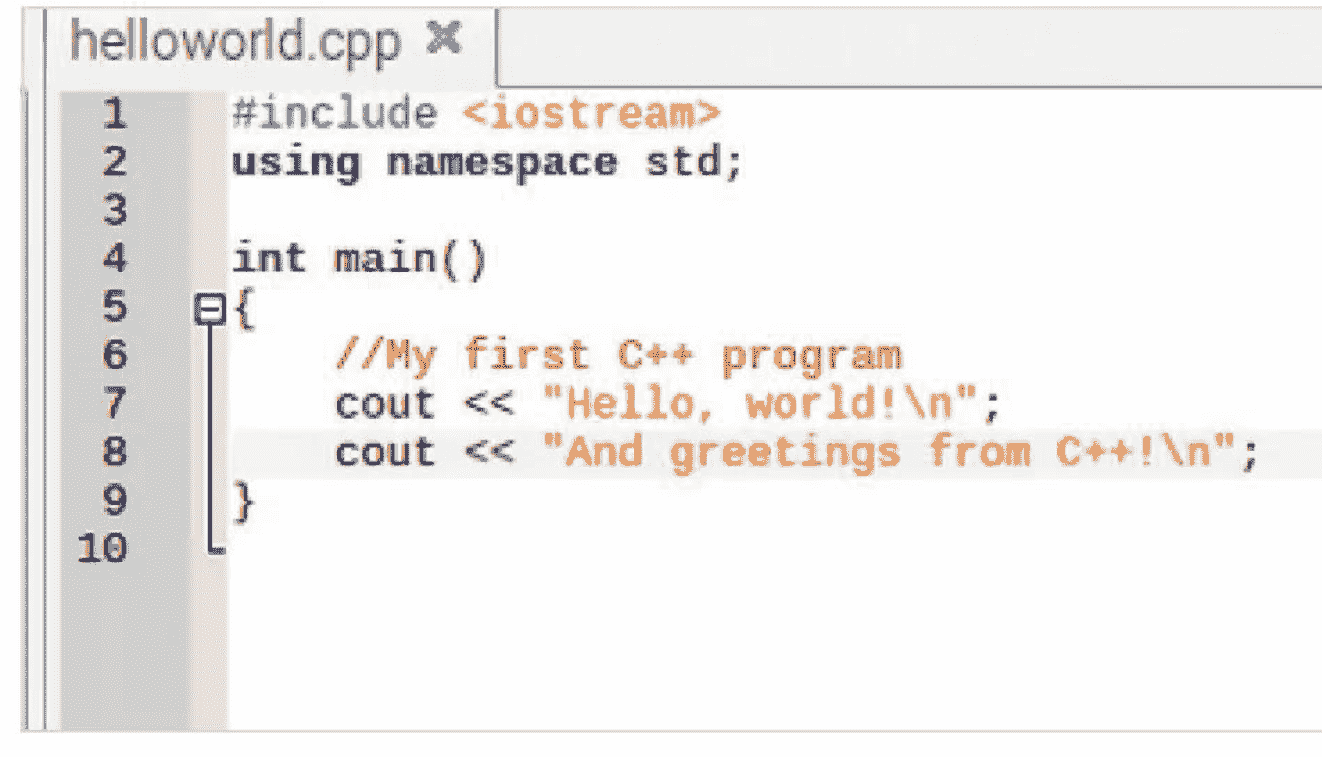 helloworld.cpp ✖
1 #include <iostream>
2 using namespace std;
3
4 int main()
5 {
6     //My first C++ program
7     cout << "Hello, world!\n";
8     cout << "And greetings from C++!\n";
9 }
10